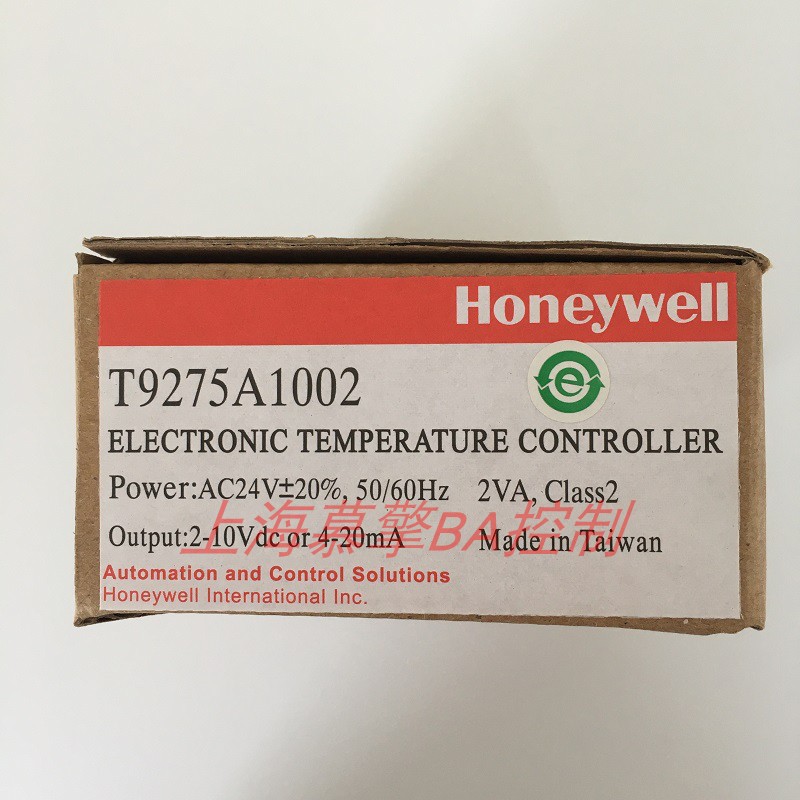 Honeywell
T9275A1002
e
ELECTRONIC TEMPERATURE CONTROLLER
Power:AC24V±20%, 50/60Hz 2VA, Class2
Output:2-10Vdc or 4-20mA Made in Taiwan
上海慕擎BA控制
Automation and Control Solutions
Honeywell International Inc.